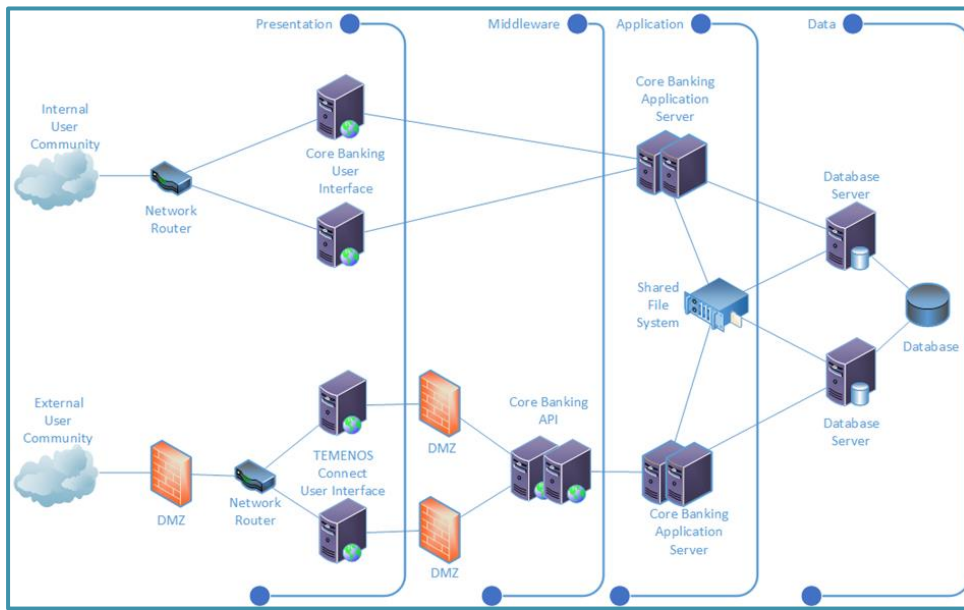 Presentation
Middleware
Application
Data
Internal
User
Community
Network
Router
Core Banking
User
Interface
Core Banking
Application
Server
Database
Server
Shared
File
System
Database
Database
Server
External
User
Community
DMZ
Network
Router
TEMENOS
Connect
User Interface
DMZ
DMZ
Core Banking
API
Core Banking
Application
Server